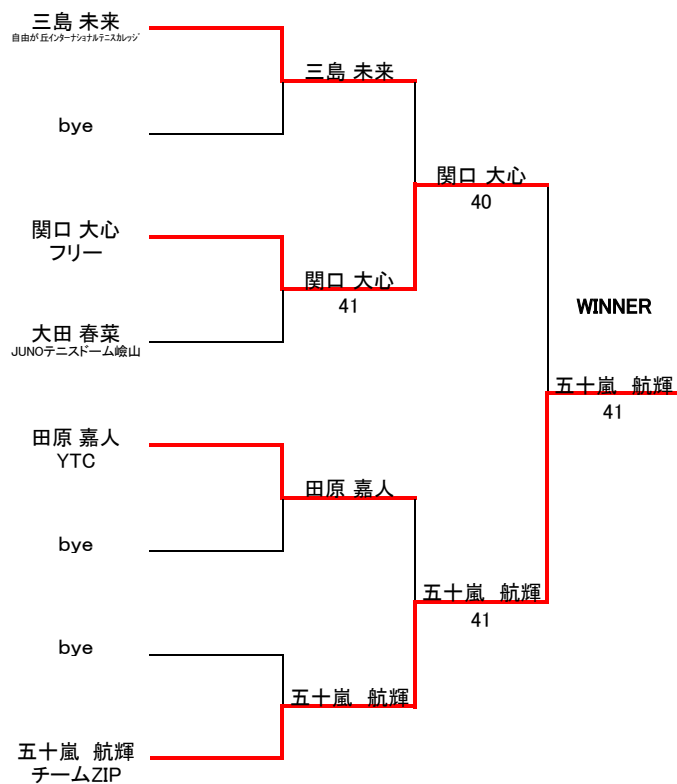 三島 未来
自由が丘インターナショナルテニスカレッジ
三島 未来
bye
関口 大心
40
関口 大心
フリー
関口 大心
41
WINNER
大田 春菜
JUNOテニスドーム嶮山
五十嵐 航輝
41
田原 嘉人
YTC
田原 嘉人
bye
五十嵐 航輝
41
bye
五十嵐 航輝
五十嵐 航輝
チームZIP